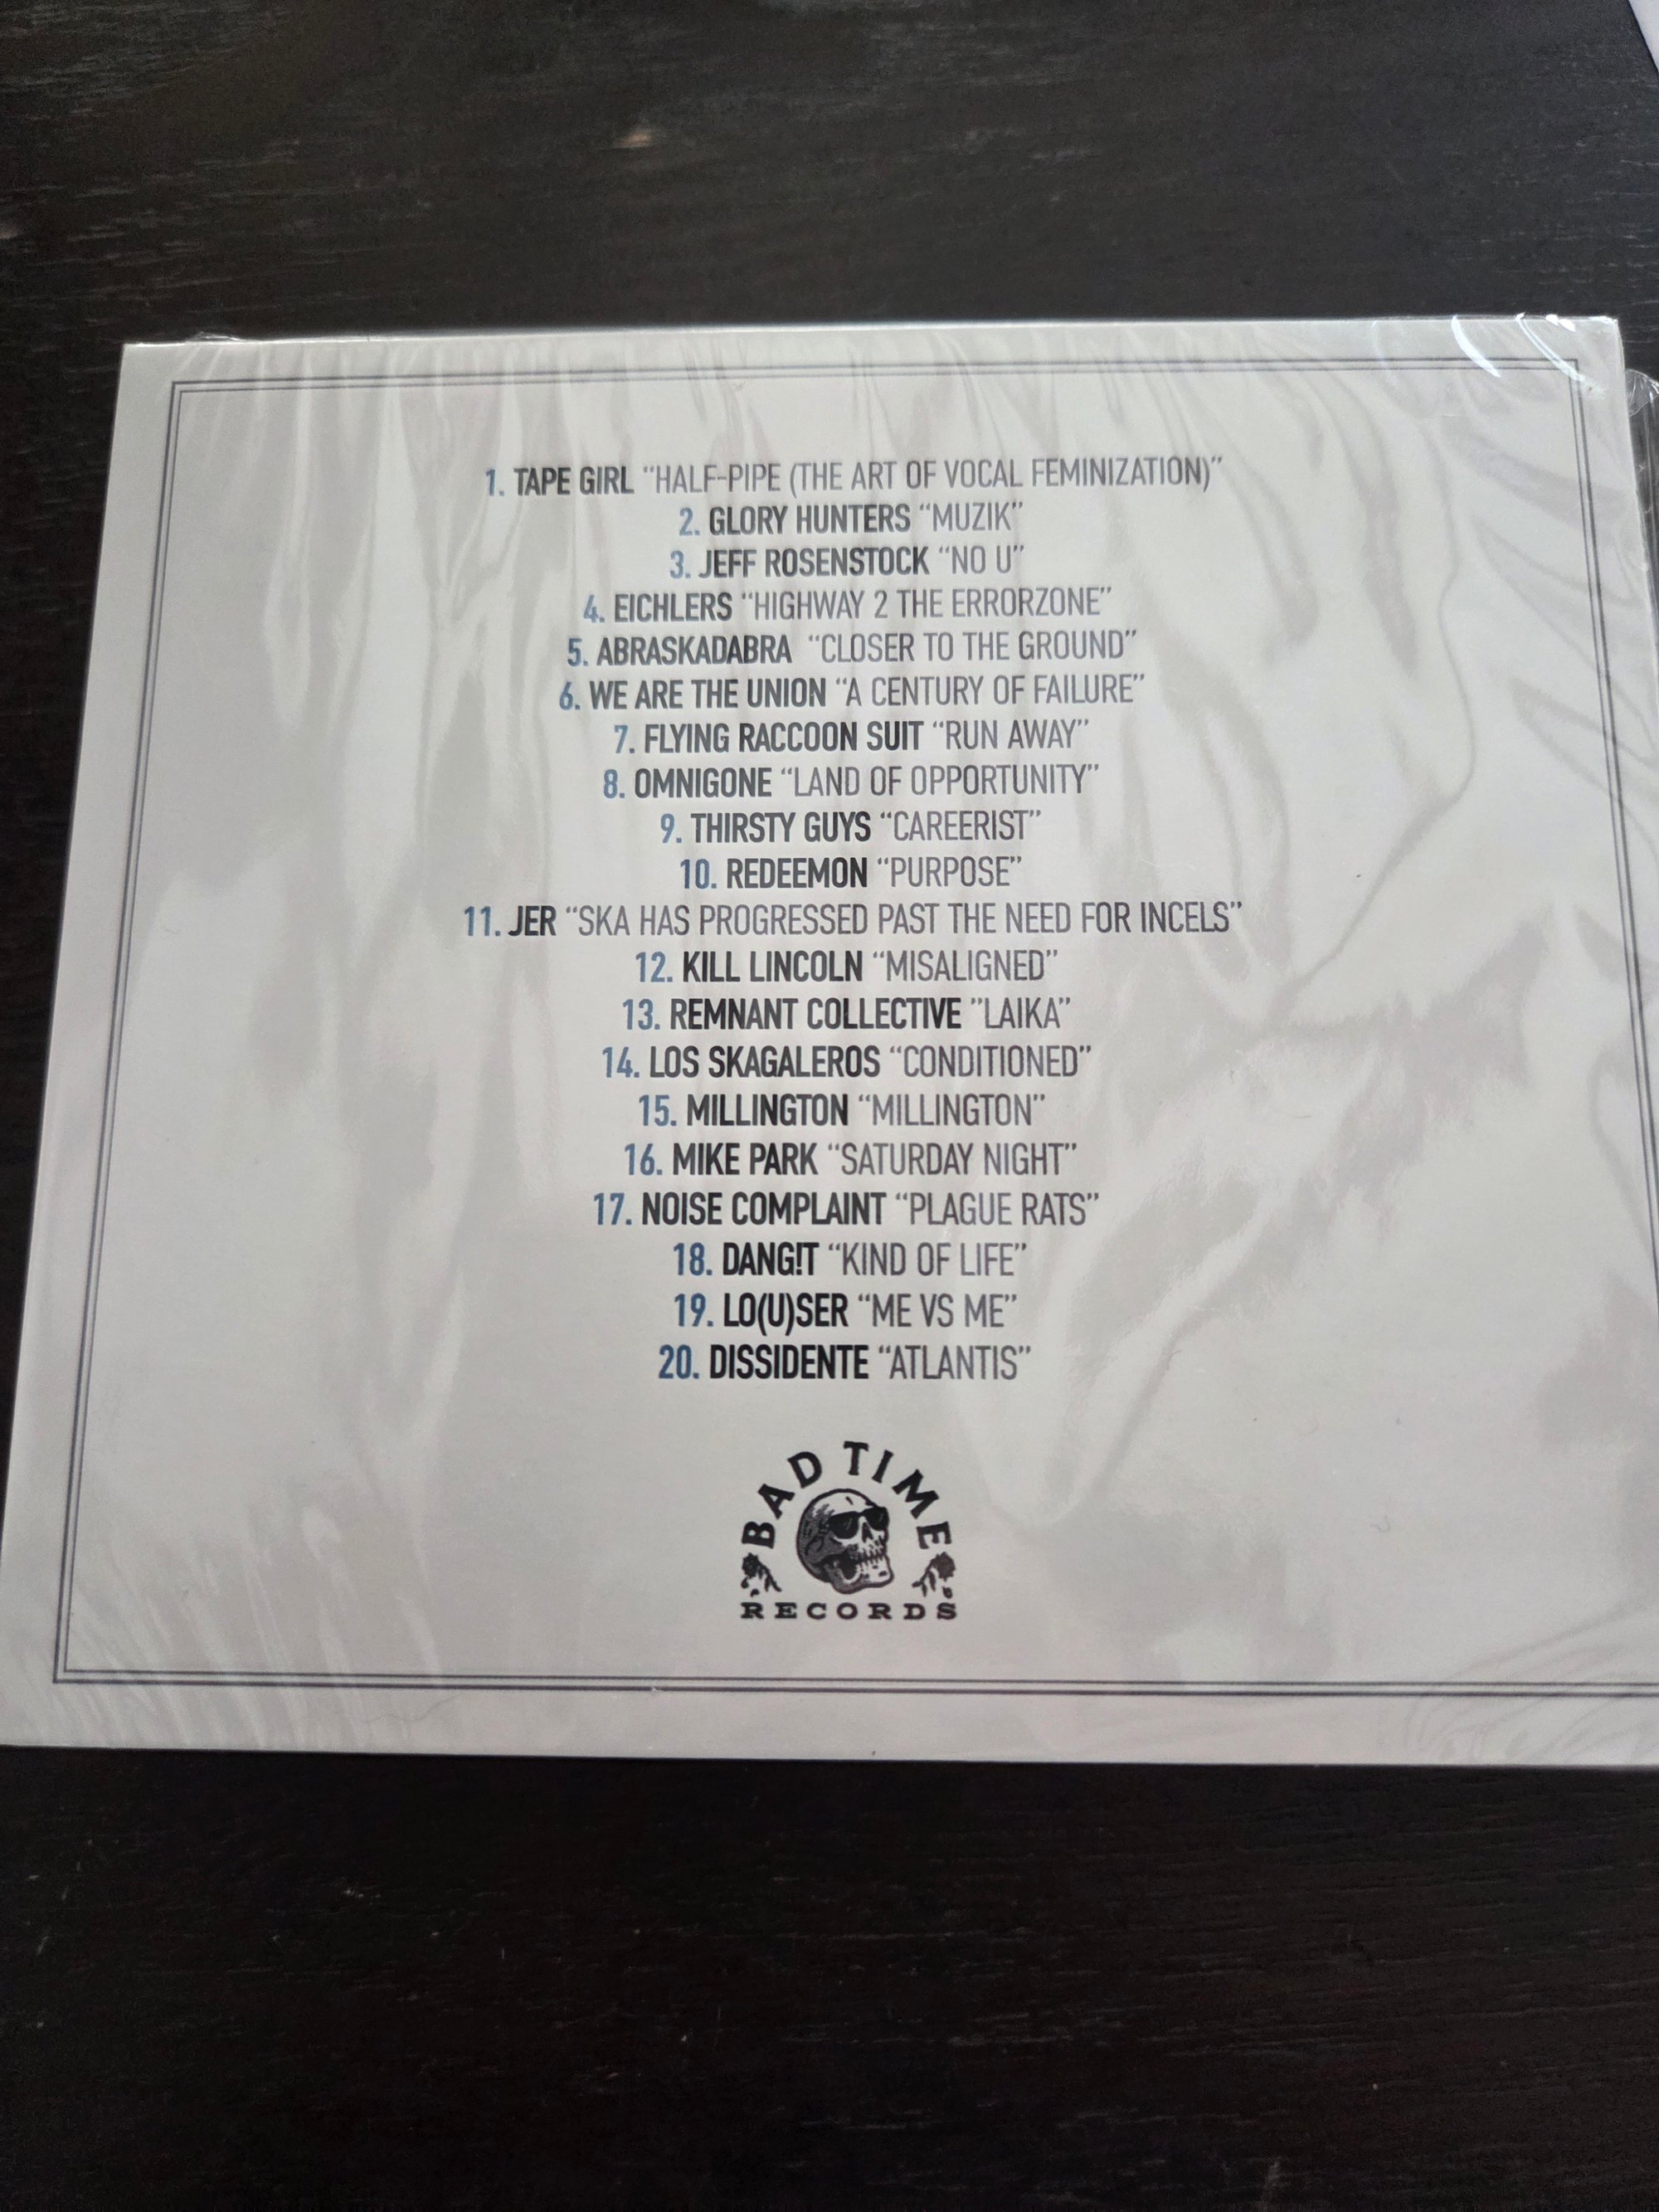 1. TAPE GIRL “HALF-PIPE (THE ART OF VOCAL FEMINIZATION)”
2. GLORY HUNTERS “MUZIK”
3. JEFF ROSENSTOCK “NO U”
4. EICHLERS “HIGHWAY 2 THE ERRORZONE”
5. ABRASKADABRA “CLOSER TO THE GROUND”
6. WE ARE THE UNION “A CENTURY OF FAILURE”
7. FLYING RACCOON SUIT “RUN AWAY”
8. OMNIGONE “LAND OF OPPORTUNITY”
9. THIRSTY GUYS “CAREERIST”
10. REDEEMON “PURPOSE”
11. JER “SKA HAS PROGRESSED PAST THE NEED FOR INCELS”
12. KILL LINCOLN “MISALIGNED”
13. REMNANT COLLECTIVE ”LAIKA”
14. LOS SKAGALEROS “CONDITIONED”
15. MILLINGTON “MILLINGTON”
16. MIKE PARK “SATURDAY NIGHT”
17. NOISE COMPLAINT “PLAGUE RATS”
18. DANG!T “KIND OF LIFE”
19. LO(U)SER “ME VS ME”
20. DISSIDENTE “ATLANTIS”
BAD TIME
RECORDS